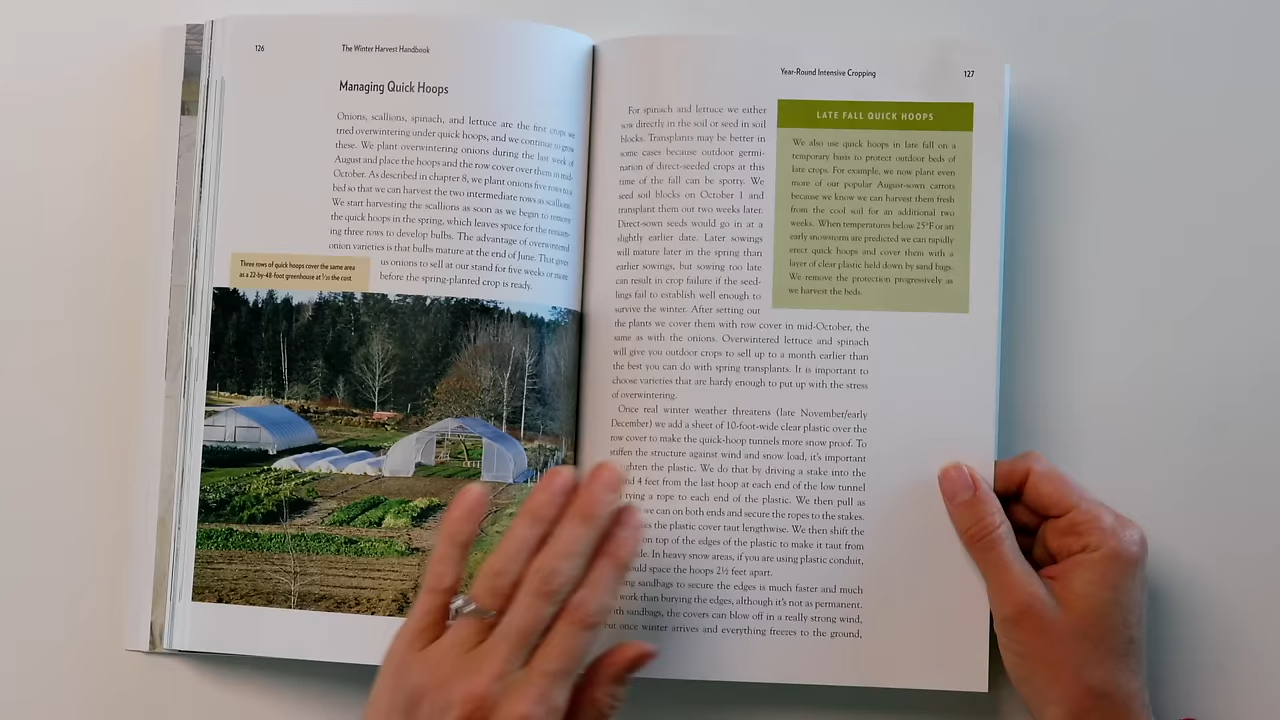 126
The Winter Harvest Handbook
Managing Quick Hoops
Onions, scallions, spinach, and lettuce are the first crops we
tried overwintering under quick hoops, and we continue to grow
these. We plant overwintering onions during the last week of
August and place the hoops and the row cover over them in mid-
October. As described in chapter 8, we plant onions five rows to a
bed so that we can harvest the two intermediate rows as scallions.
We start harvesting the scallions as soon as we begin to remove
the quick hoops in the spring, which leaves space for the remain-
ing three rows to develop bulbs. The advantage of overwintered
onion varieties is that bulbs mature at the end of June. That gives
us onions to sell at our stand for five weeks or more
before the spring-planted crop is ready.
Three rows of quick hoops cover the same area
as a 22-by-48-foot greenhouse at 1/20 the cost.
Year-Round Intensive Cropping
127
For spinach and lettuce we either
sow directly in the soil or seed in soil
blocks. Transplants may be better in
some cases because outdoor germi-
nation of direct-seeded crops at this
time of the fall can be spotty. We
seed soil blocks on October 1 and
transplant them out two weeks later.
Direct-sown seeds would go in at a
slightly earlier date. Later sowings
will mature later in the spring than
earlier sowings, but sowing too late
can result in crop failure if the seed-
lings fail to establish well enough to
survive the winter. After setting out
the plants we cover them with row cover in mid-October, the
same as with the onions. Overwintered lettuce and spinach
will give you outdoor crops to sell up to a month earlier than
the best you can do with spring transplants. It is important to
choose varieties that are hardy enough to put up with the stress
of overwintering.
Once real winter weather threatens (late November/early
December) we add a sheet of 10-foot-wide clear plastic over the
row cover to make the quick-hoop tunnels more snow proof. To
stiffen the structure against wind and snow load, it's important
tighten the plastic. We do that by driving a stake into the
4 feet from the last hoop at each end of the low tunnel
tying a rope to each end of the plastic. We then pull as
we can on both ends and secure the ropes to the stakes.
the plastic cover taut lengthwise. We then shift the
on top of the edges of the plastic to make it taut from
In heavy snow areas, if you are using plastic conduit,
space the hoops 2½ feet apart.
sandbags to secure the edges is much faster and much
work than burying the edges, although it's not as permanent.
sandbags, the covers can blow off in a really strong wind,
but once winter arrives and everything freezes to the ground,
LATE FALL QUICK HOOPS
We also use quick hoops in late fall on a
temporary basis to protect outdoor beds of
late crops. For example, we now plant even
more of our popular August-sown carrots
because we know we can harvest them fresh
from the cool soil for an additional two
weeks. When temperatures below 25°F or an
early snowstorm are predicted we can rapidly
erect quick hoops and cover them with a
layer of clear plastic held down by sand bags.
We remove the protection progressively as
we harvest the beds.